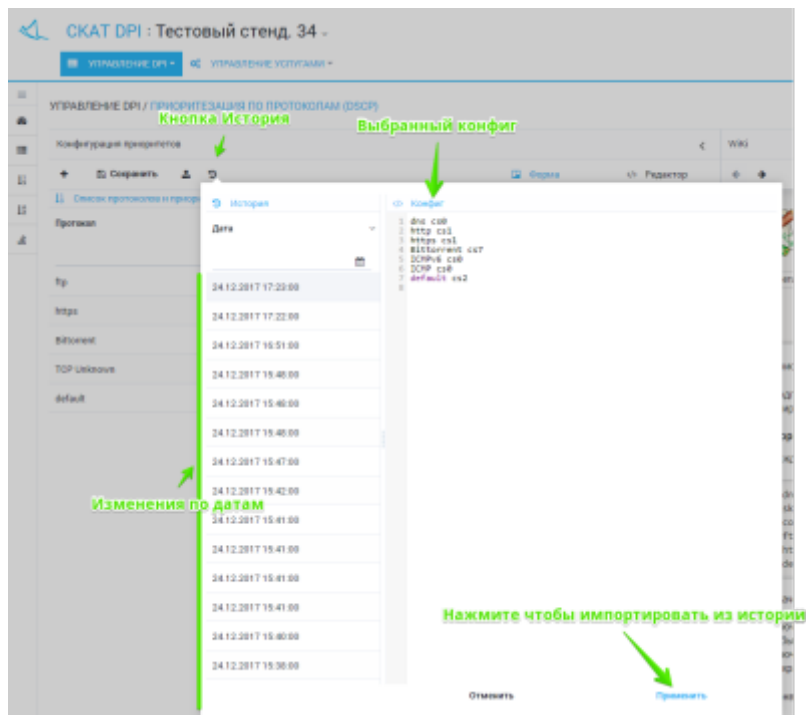 СКАТ DPI : Тестовый стенд. 34
УПРАВЛЕНИЕ DPI
УПРАВЛЕНИЕ УСЛУГАМИ
УПРАВЛЕНИЕ DPI / ПРИОРИТЕЗАЦИЯ ПО ПРОТОКОЛАМ (DSCP)
Кнопка История
Выбранный конфиг
Конфигурация приоритетов
Wiki
Сохранить
Форма
</> Редактор
Список протоколов и приор
История
</> Конфиг
Протокол
Дата
1 dns cs0
2 http cs1
3 https cs1
4 Bittorrent cs7
5 ICMPv6 cs0
6 ICMP cs0
7 default cs2
8
ftp
https
Bittorrent
TCP Unknown
default
24.12.2017 17:23:00
24.12.2017 17:22:00
24.12.2017 16:51:00
24.12.2017 15:48:00
24.12.2017 15:48:00
24.12.2017 15:48:00
24.12.2017 15:47:00
24.12.2017 15:42:00
Изменения по датам
24.12.2017 15:41:00
24.12.2017 15:41:00
24.12.2017 15:41:00
24.12.2017 15:41:00
24.12.2017 15:40:00
24.12.2017 15:38:00
Нажмите чтобы импортировать из истории
Отменить
Применить